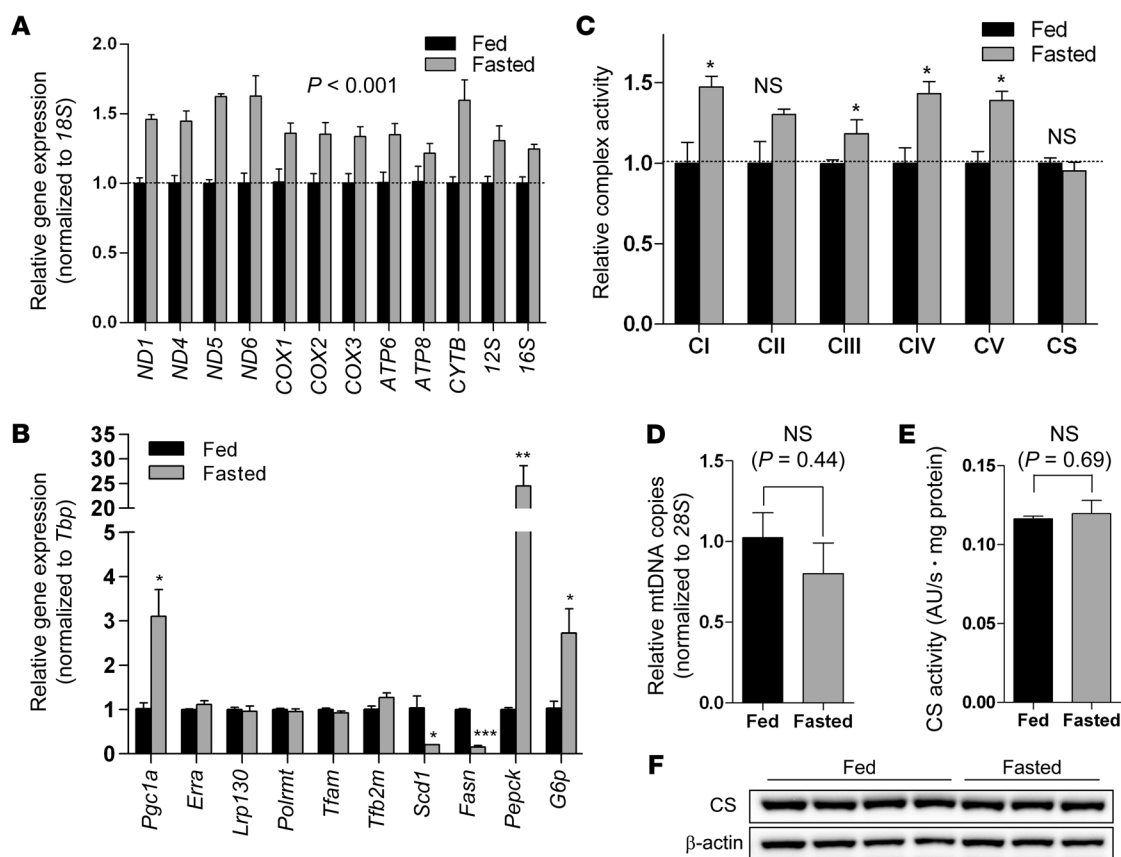 A
Relative gene expression
(normalized to 18S)
2.0
1.5
1.0
0.5
0.0
Fed
Fasted
P < 0.001
ND1
ND4
ND5
ND6
COX1
COX2
COX3
ATP6
ATP8
CYTB
12S
16S
C
Relative complex activity
1.5
1.0
0.5
0.0
Fed
Fasted
*
NS
*
*
*
NS
CI
CII
CIII
CIV
CV
CS
B
Relative gene expression
(normalized to Tbp)
35
30
25
20
5
4
3
2
1
0
Fed
Fasted
*
*
***
**
*
Pgc1a
Erra
Lrp130
Polrmt
Tfam
Tfb2m
Scd1
Fasn
Pepck
G6p
D
NS
(P = 0.44)
Relative mtDNA copies
(normalized to 28S)
1.5
1.0
0.5
0.0
Fed
Fasted
E
NS
(P = 0.69)
CS activity (AU/s • mg protein)
0.15
0.10
0.05
0.00
Fed
Fasted
F
Fed
Fasted
CS
β-actin